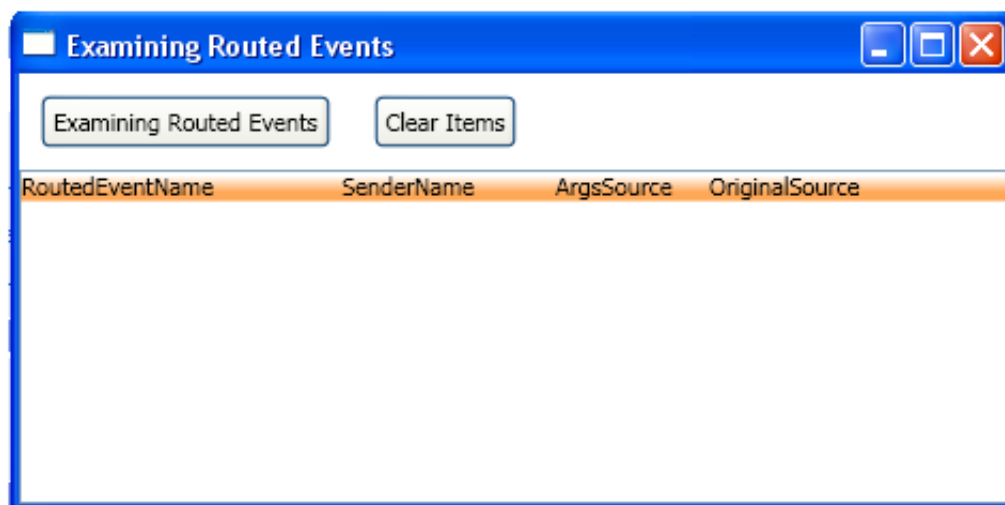 Examining Routed Events
Examining Routed Events Clear Items
RoutedEventName SenderName ArgsSource OriginalSource